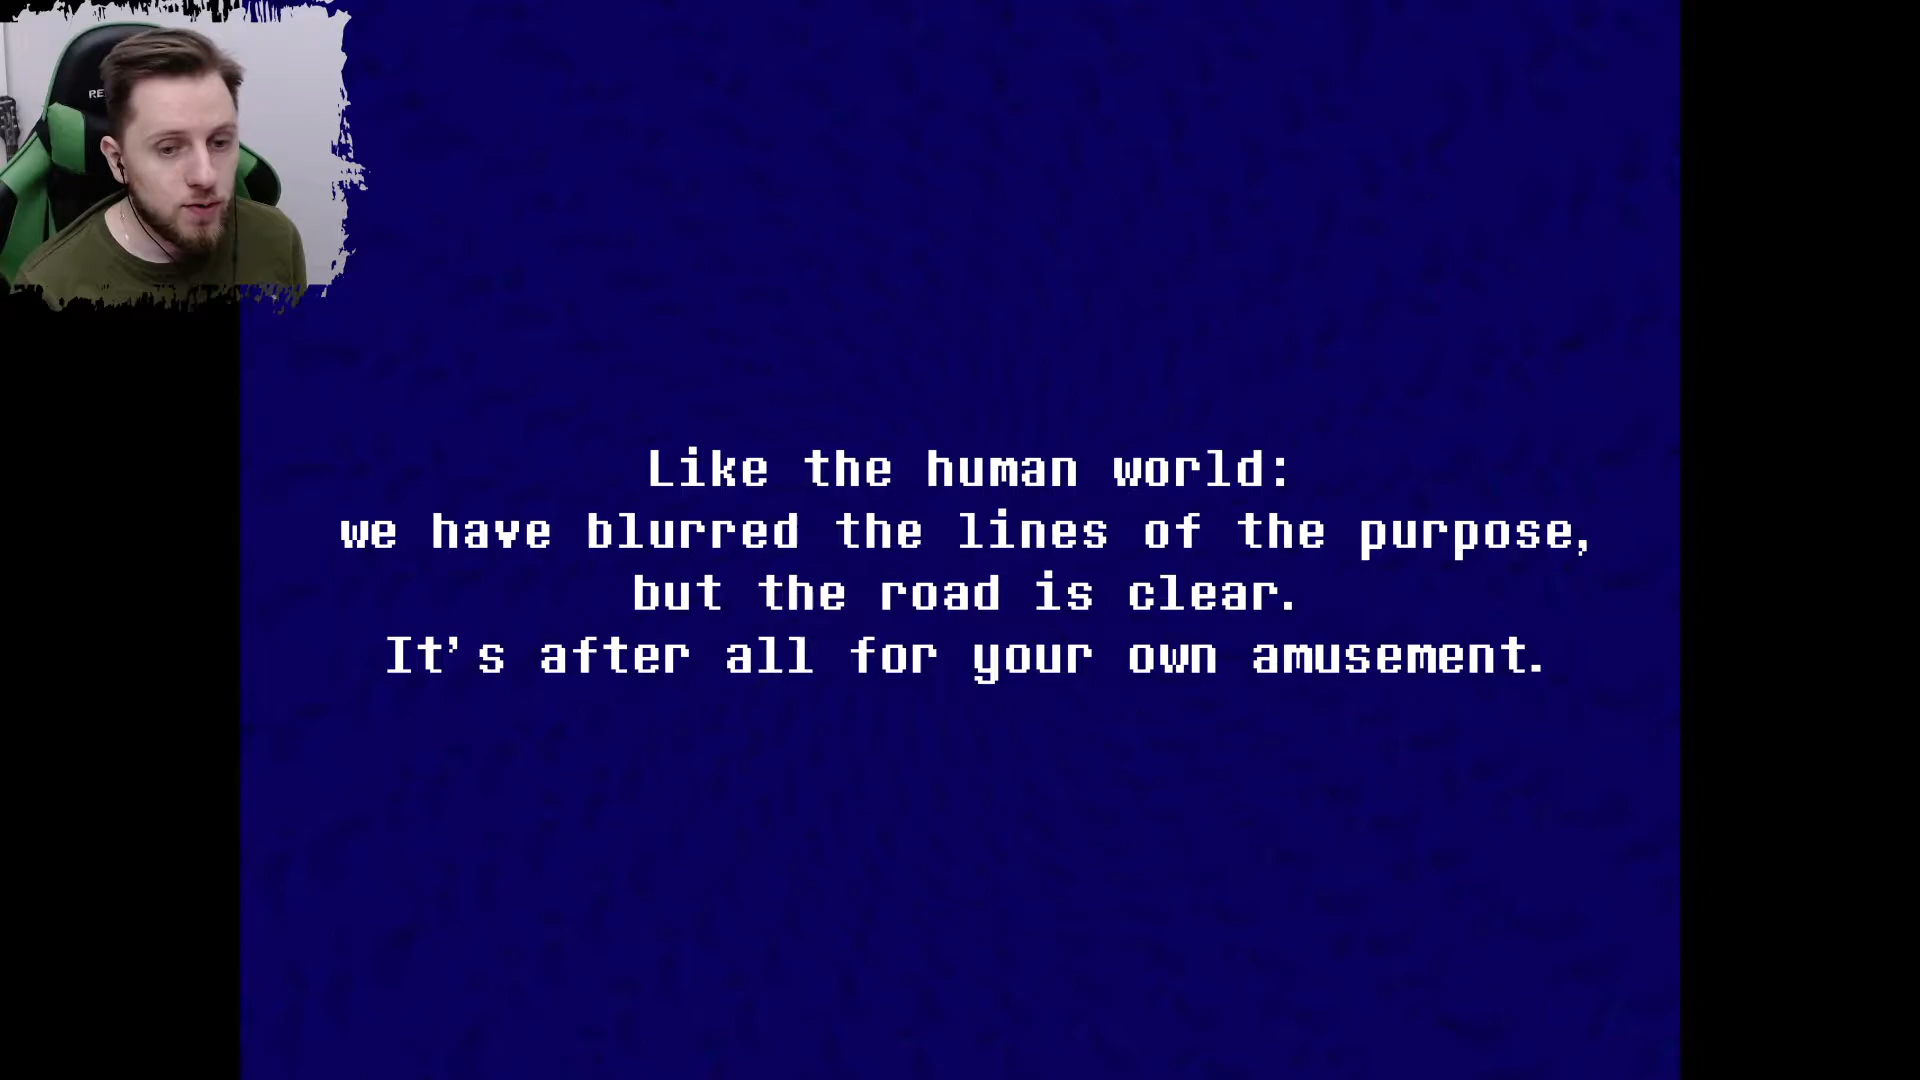 Like the human world:
we have blurred the lines of the purpose,
but the road is clear.
It's after all for your own amusement.